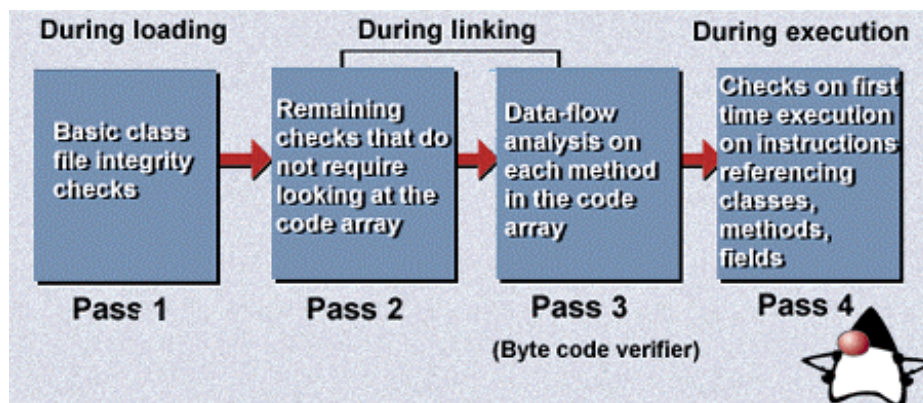 During loading
During linking
During execution
Basic class
file integrity
checks
Remaining
checks that do
not require
looking at the
code array
Data-flow
analysis on
each method
in the code
array
Checks on first
time execution
on instructions
referencing
classes,
methods,
fields
Pass 1
Pass 2
Pass 3
Pass 4
(Byte code verifier)